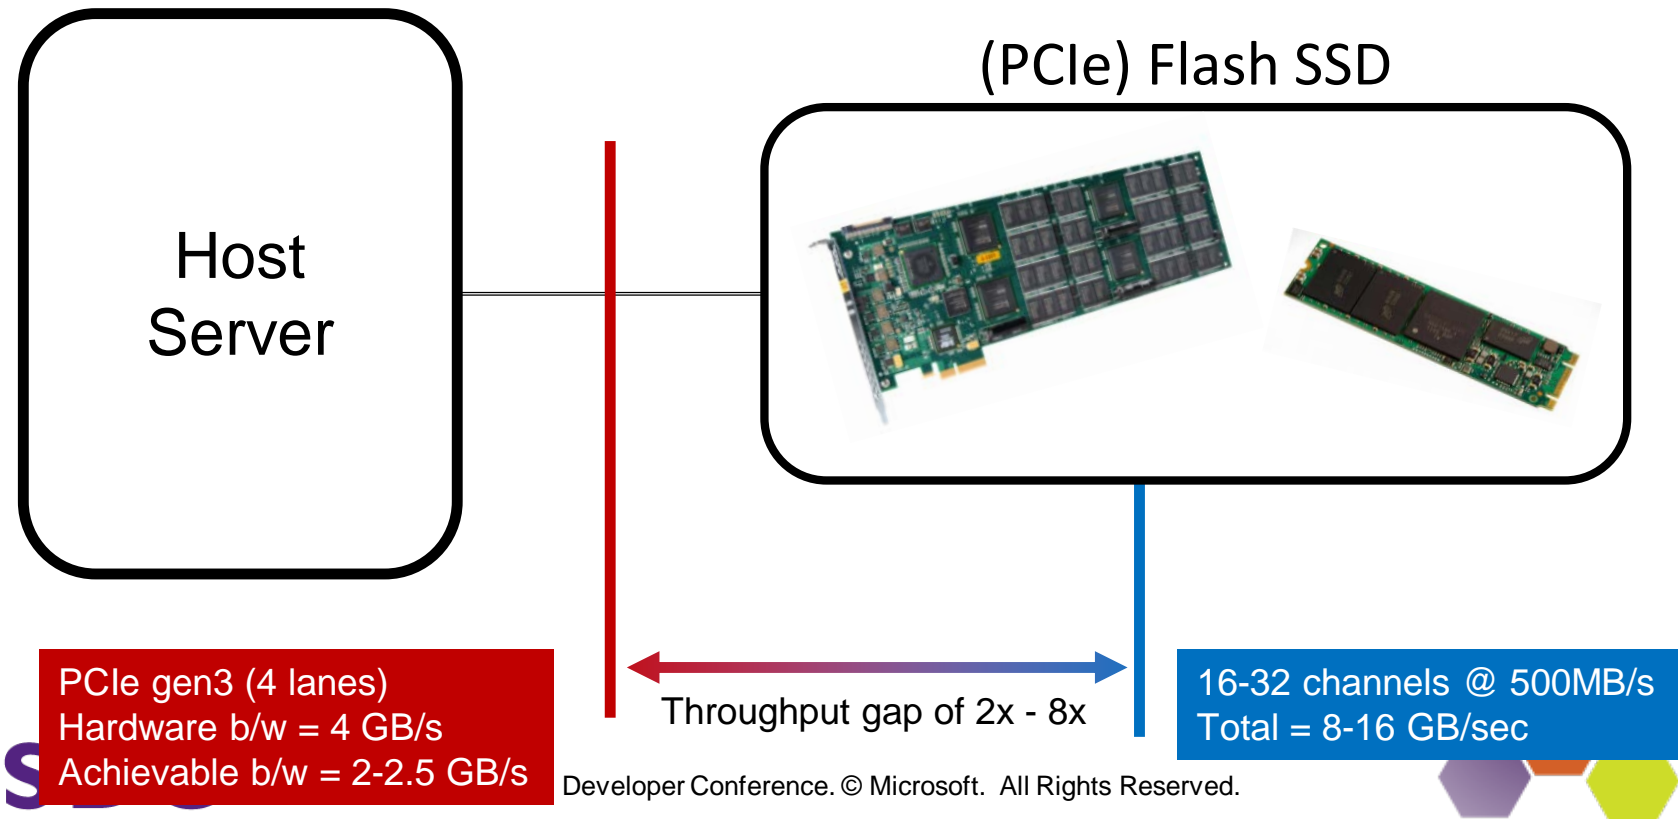 (PCIe) Flash SSD
Host
Server
PCIe gen3 (4 lanes)
Hardware b/w = 4 GB/s
Achievable b/w = 2-2.5 GB/s
Throughput gap of 2x - 8x
16-32 channels @ 500MB/s
Total = 8-16 GB/sec
Developer Conference. © Microsoft. All Rights Reserved.